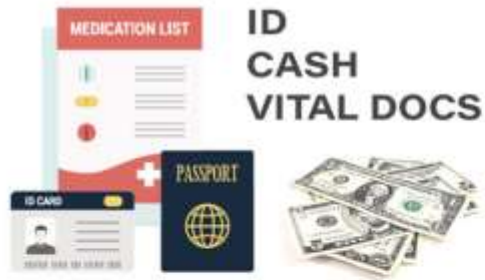 MEDICATION LIST
ID
CASH
VITAL DOCS
PASSPORT
ID CARD